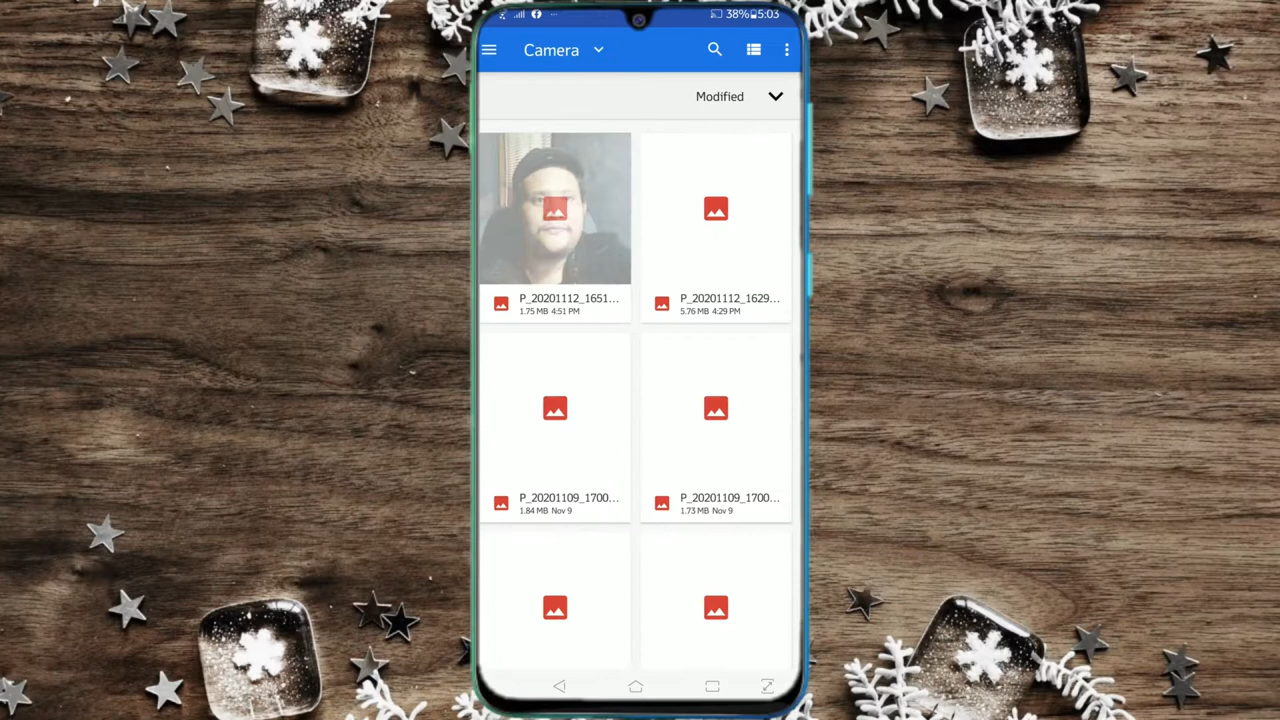 38% 5:03
Camera
Modified
P_20201112_1651...
1.75 MB 4:51 PM
P_20201112_1629...
5.76 MB 4:29 PM
P_20201109_1700...
1.84 MB Nov 9
P_20201109_1700...
1.73 MB Nov 9